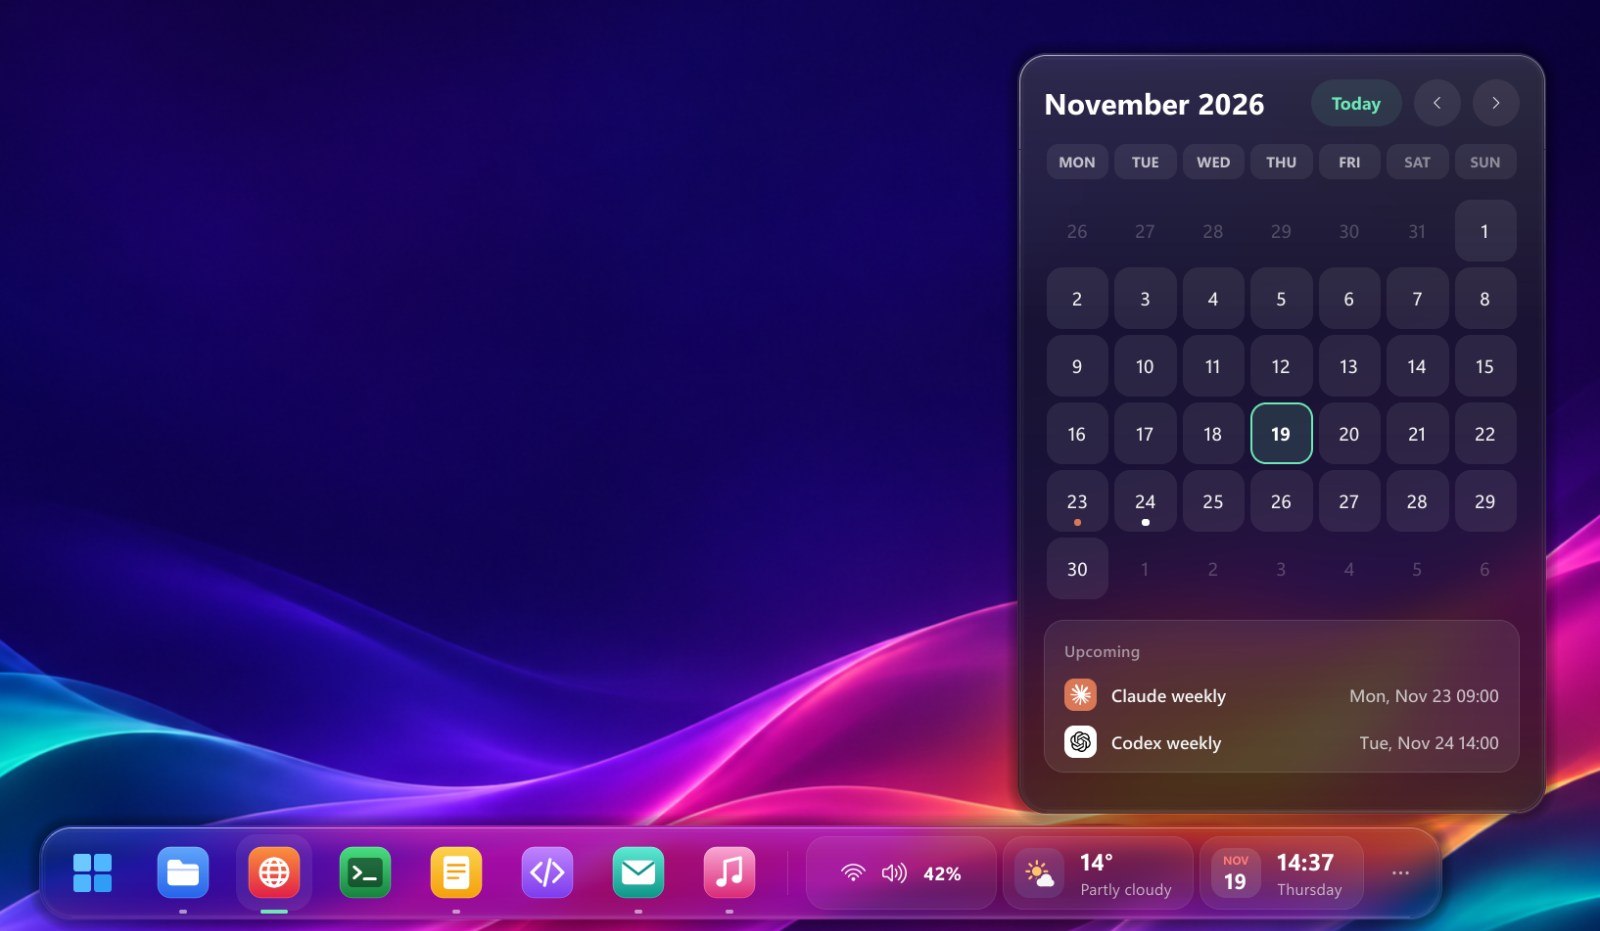 November 2026 Today
MON TUE WED THU FRI SAT SUN
26 27 28 29 30 31 1
2 3 4 5 6 7 8
9 10 11 12 13 14 15
16 17 18 19 20 21 22
23 24 25 26 27 28 29
30 1 2 3 4 5 6
Upcoming
Claude weekly Mon, Nov 23 09:00
Codex weekly Tue, Nov 24 14:00
42%
14°
Partly cloudy
NOV
19
14:37
Thursday